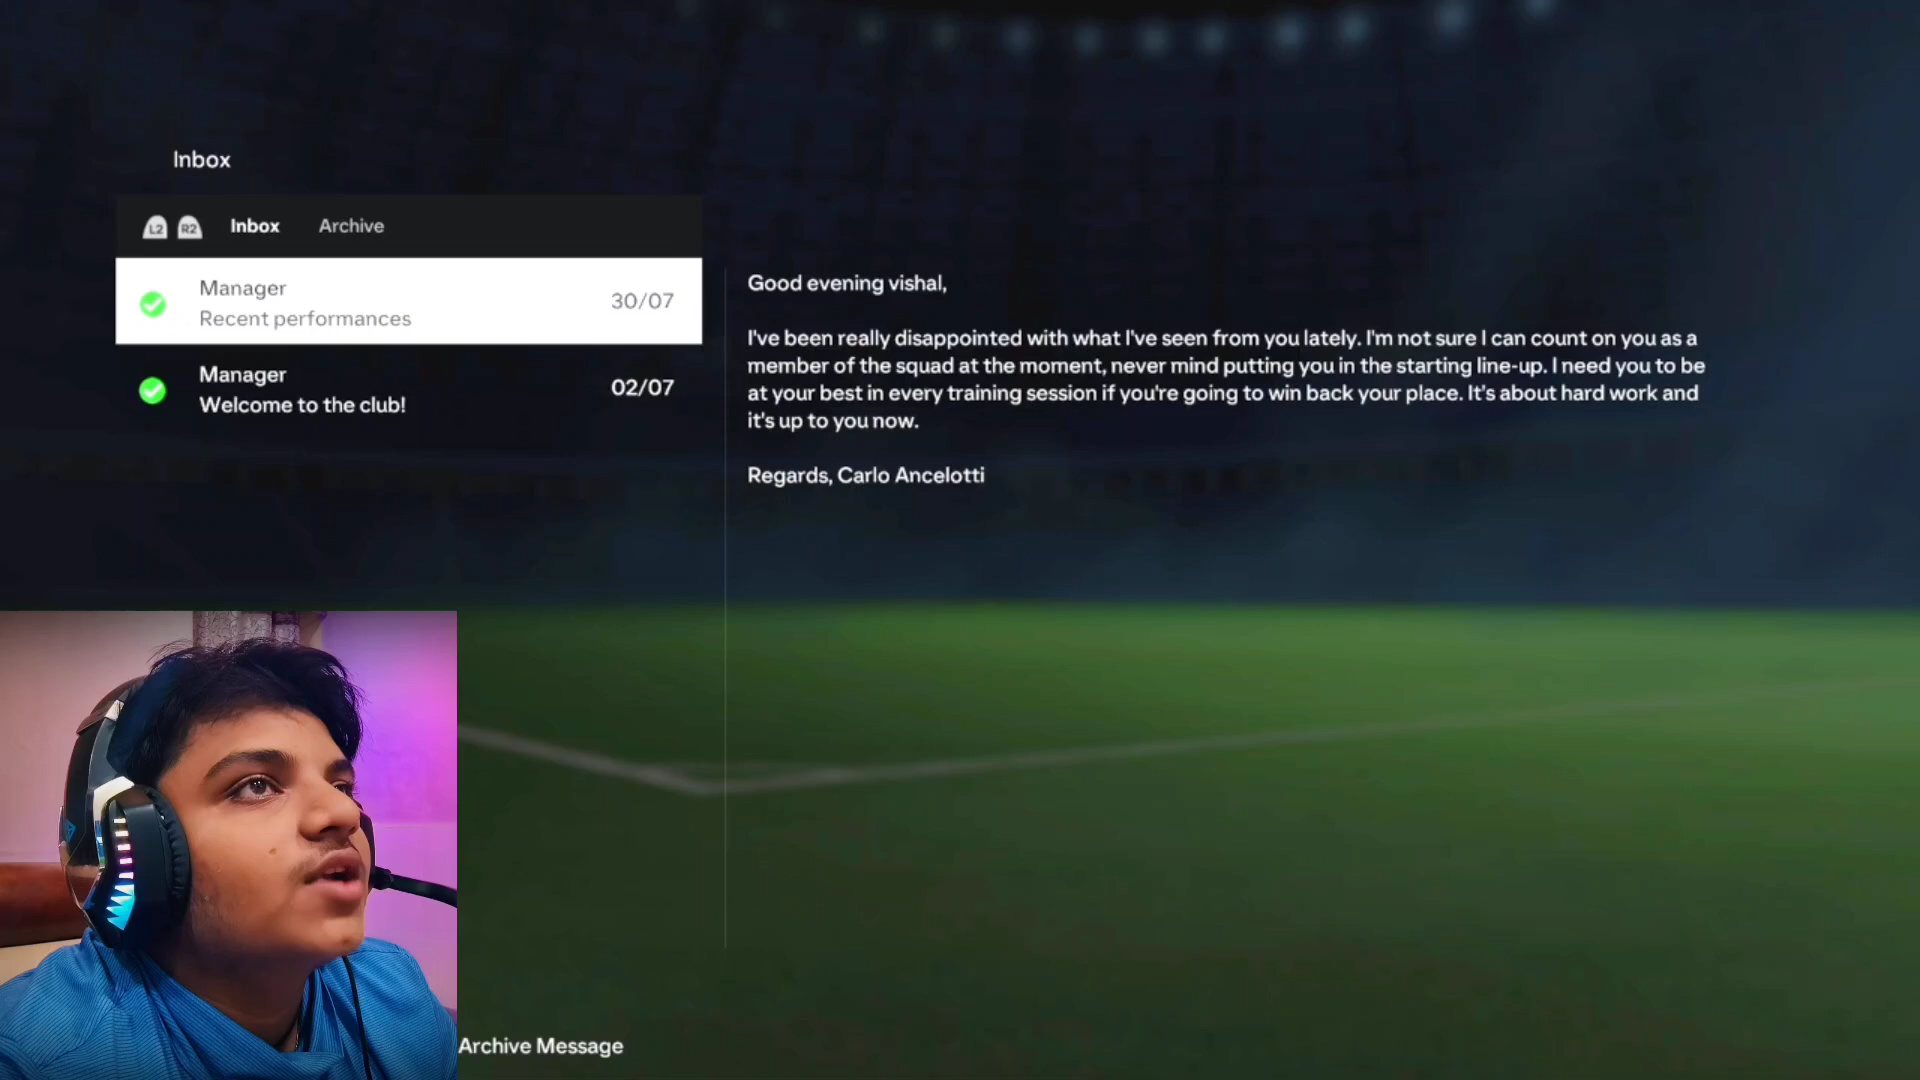 Inbox
L2 R2 Inbox Archive
Manager
Recent performances
30/07
Manager
Welcome to the club!
02/07
Good evening vishal,
I've been really disappointed with what I've seen from you lately. I'm not sure I can count on you as a
member of the squad at the moment, never mind putting you in the starting line-up. I need you to be
at your best in every training session if you're going to win back your place. It's about hard work and
it's up to you now.
Regards, Carlo Ancelotti
Archive Message